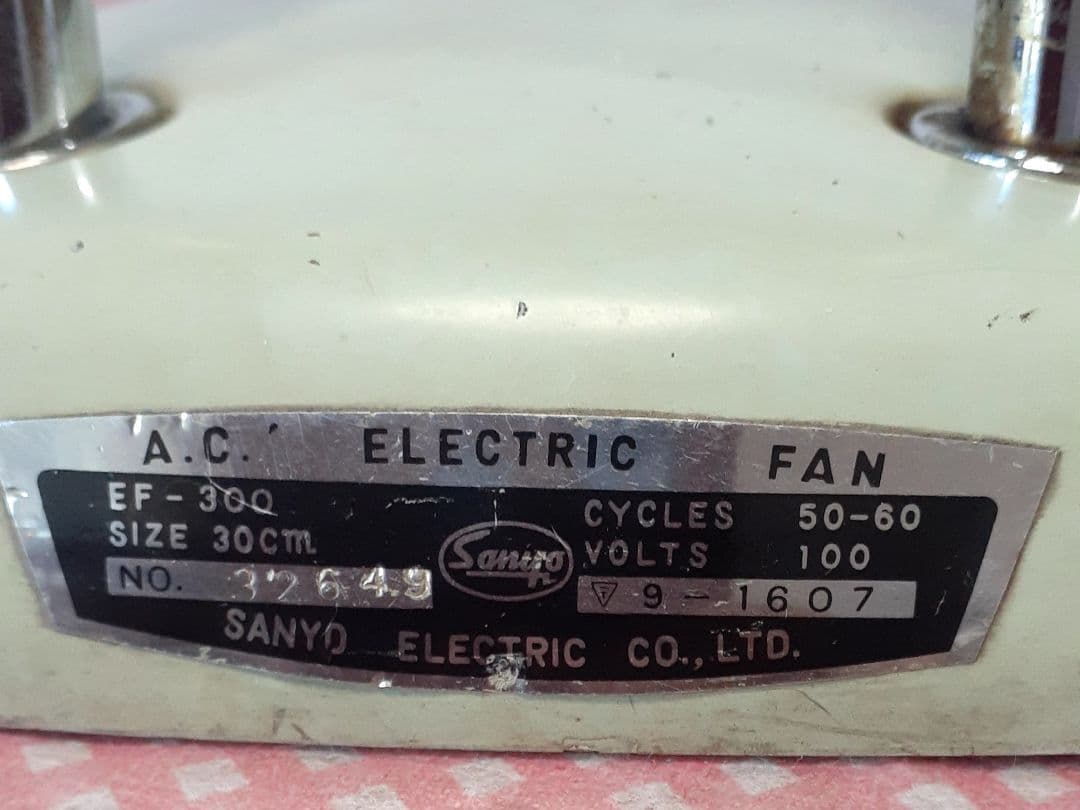 A.C. ELECTRIC FAN
EF-300
SIZE 30cm
NO. 32649
Sanyo
CYCLES 50-60
VOLTS 100
▽T 9-1607
SANYO ELECTRIC CO., LTD.